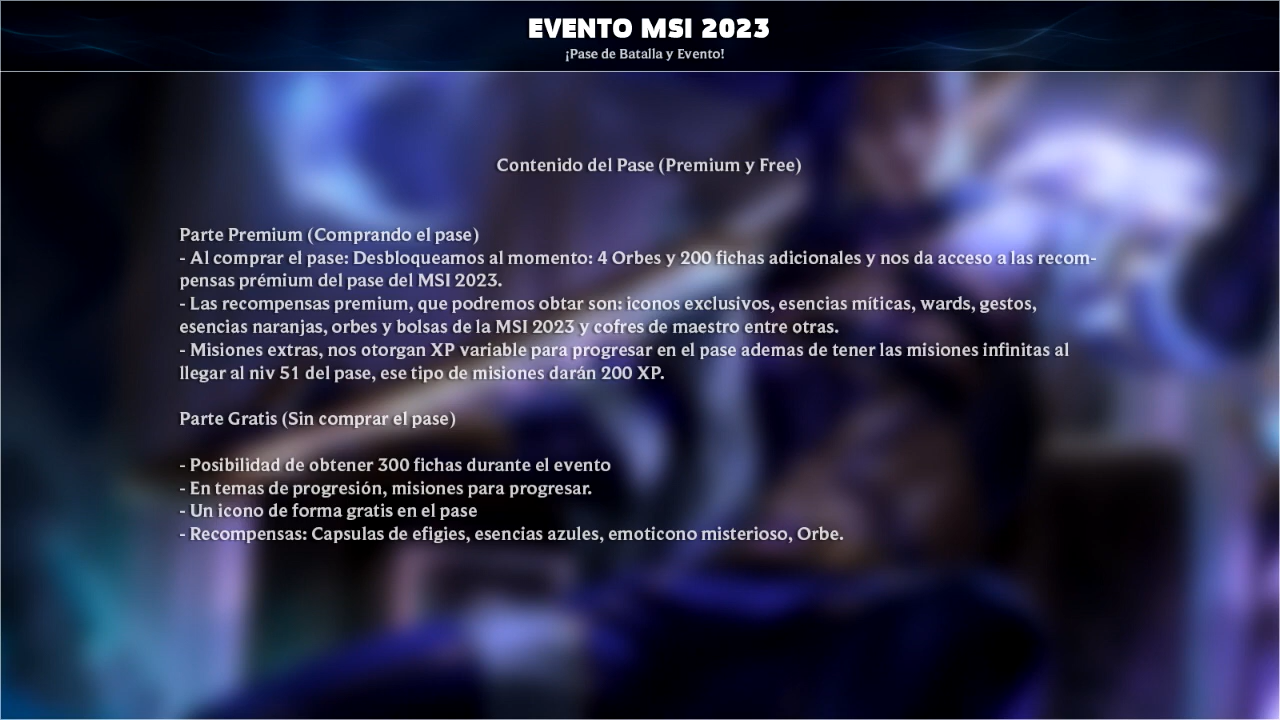 EVENTO MSI 2023
¡Pase de Batalla y Evento!
Contenido del Pase (Premium y Free)
Parte Premium (Comprando el pase)
- Al comprar el pase: Desbloqueamos al momento: 4 Orbes y 200 fichas adicionales y nos da acceso a las recom-
pensas prémium del pase del MSI 2023.
- Las recompensas premium, que podremos obtar son: iconos exclusivos, esencias míticas, wards, gestos,
esencias naranjas, orbes y bolsas de la MSI 2023 y cofres de maestro entre otras.
- Misiones extras, nos otorgan XP variable para progresar en el pase ademas de tener las misiones infinitas al
llegar al niv 51 del pase, ese tipo de misiones darán 200 XP.
Parte Gratis (Sin comprar el pase)
- Posibilidad de obtener 300 fichas durante el evento
- En temas de progresión, misiones para progresar.
- Un icono de forma gratis en el pase
- Recompensas: Capsulas de efigies, esencias azules, emoticono misterioso, Orbe.